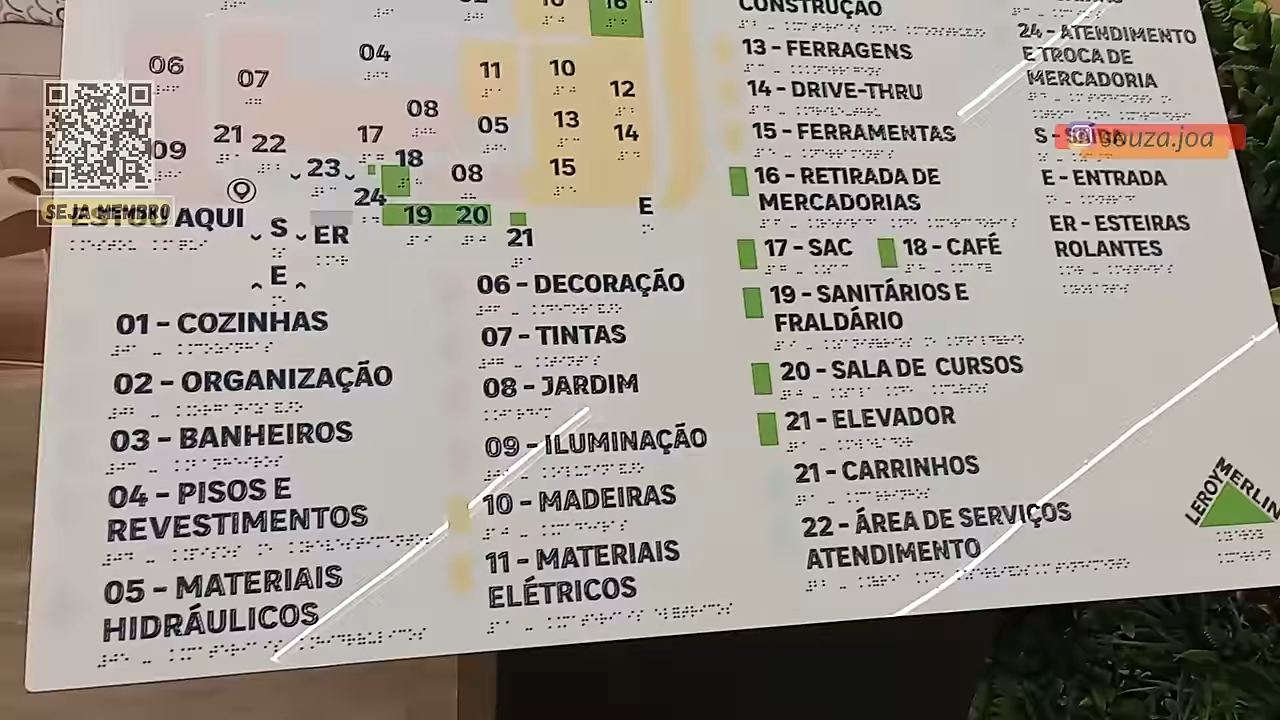 16
04
06
07
11
10
12
08
13
05
14
21
22
17
09
18
15
23
08
24
19
20
E
AQUI
S
ER
21
E
SEJA MEMBRO
01 - COZINHAS
02 - ORGANIZAÇÃO
03 - BANHEIROS
04 - PISOS E
REVESTIMENTOS
05 - MATERIAIS
HIDRÁULICOS
06 - DECORAÇÃO
07 - TINTAS
08 - JARDIM
09 - ILUMINAÇÃO
10 - MADEIRAS
11 - MATERIAIS
ELÉTRICOS
CONSTRUÇÃO
13 - FERRAGENS
14 - DRIVE-THRU
15 - FERRAMENTAS
16 - RETIRADA DE
MERCADORIAS
17 - SAC
18 - CAFÉ
19 - SANITÁRIOS E
FRALDÁRIO
20 - SALA DE CURSOS
21 - ELEVADOR
21 - CARRINHOS
22 - ÁREA DE SERVIÇOS
ATENDIMENTO
24 - ATENDIMENTO
E TROCA DE
MERCADORIA
S - SAÍDA
souza.joa
E - ENTRADA
ER - ESTEIRAS
ROLANTES
LEROY MERLIN